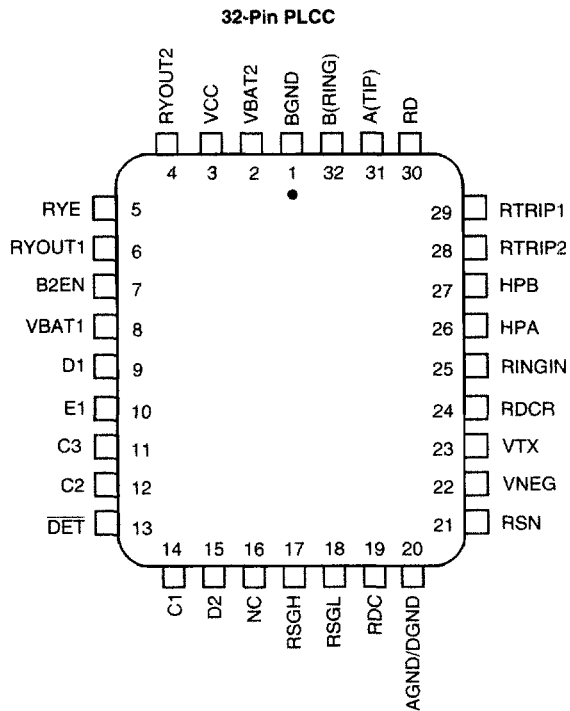 32-Pin PLCC
RYOUT2 VCC VBAT2 BGND B(RING) A(TIP) RD
4 3 2 1 32 31 30
RYE 5 29 RTRIP1
RYOUT1 6 28 RTRIP2
B2EN 7 27 HPB
VBAT1 8 26 HPA
D1 9 25 RINGIN
E1 10 24 RDCR
C3 11 23 VTX
C2 12 22 VNEG
DET 13 21 RSN
14 15 16 17 18 19 20
C1 D2 NC RSGH RSGL RDC AGND/DGND